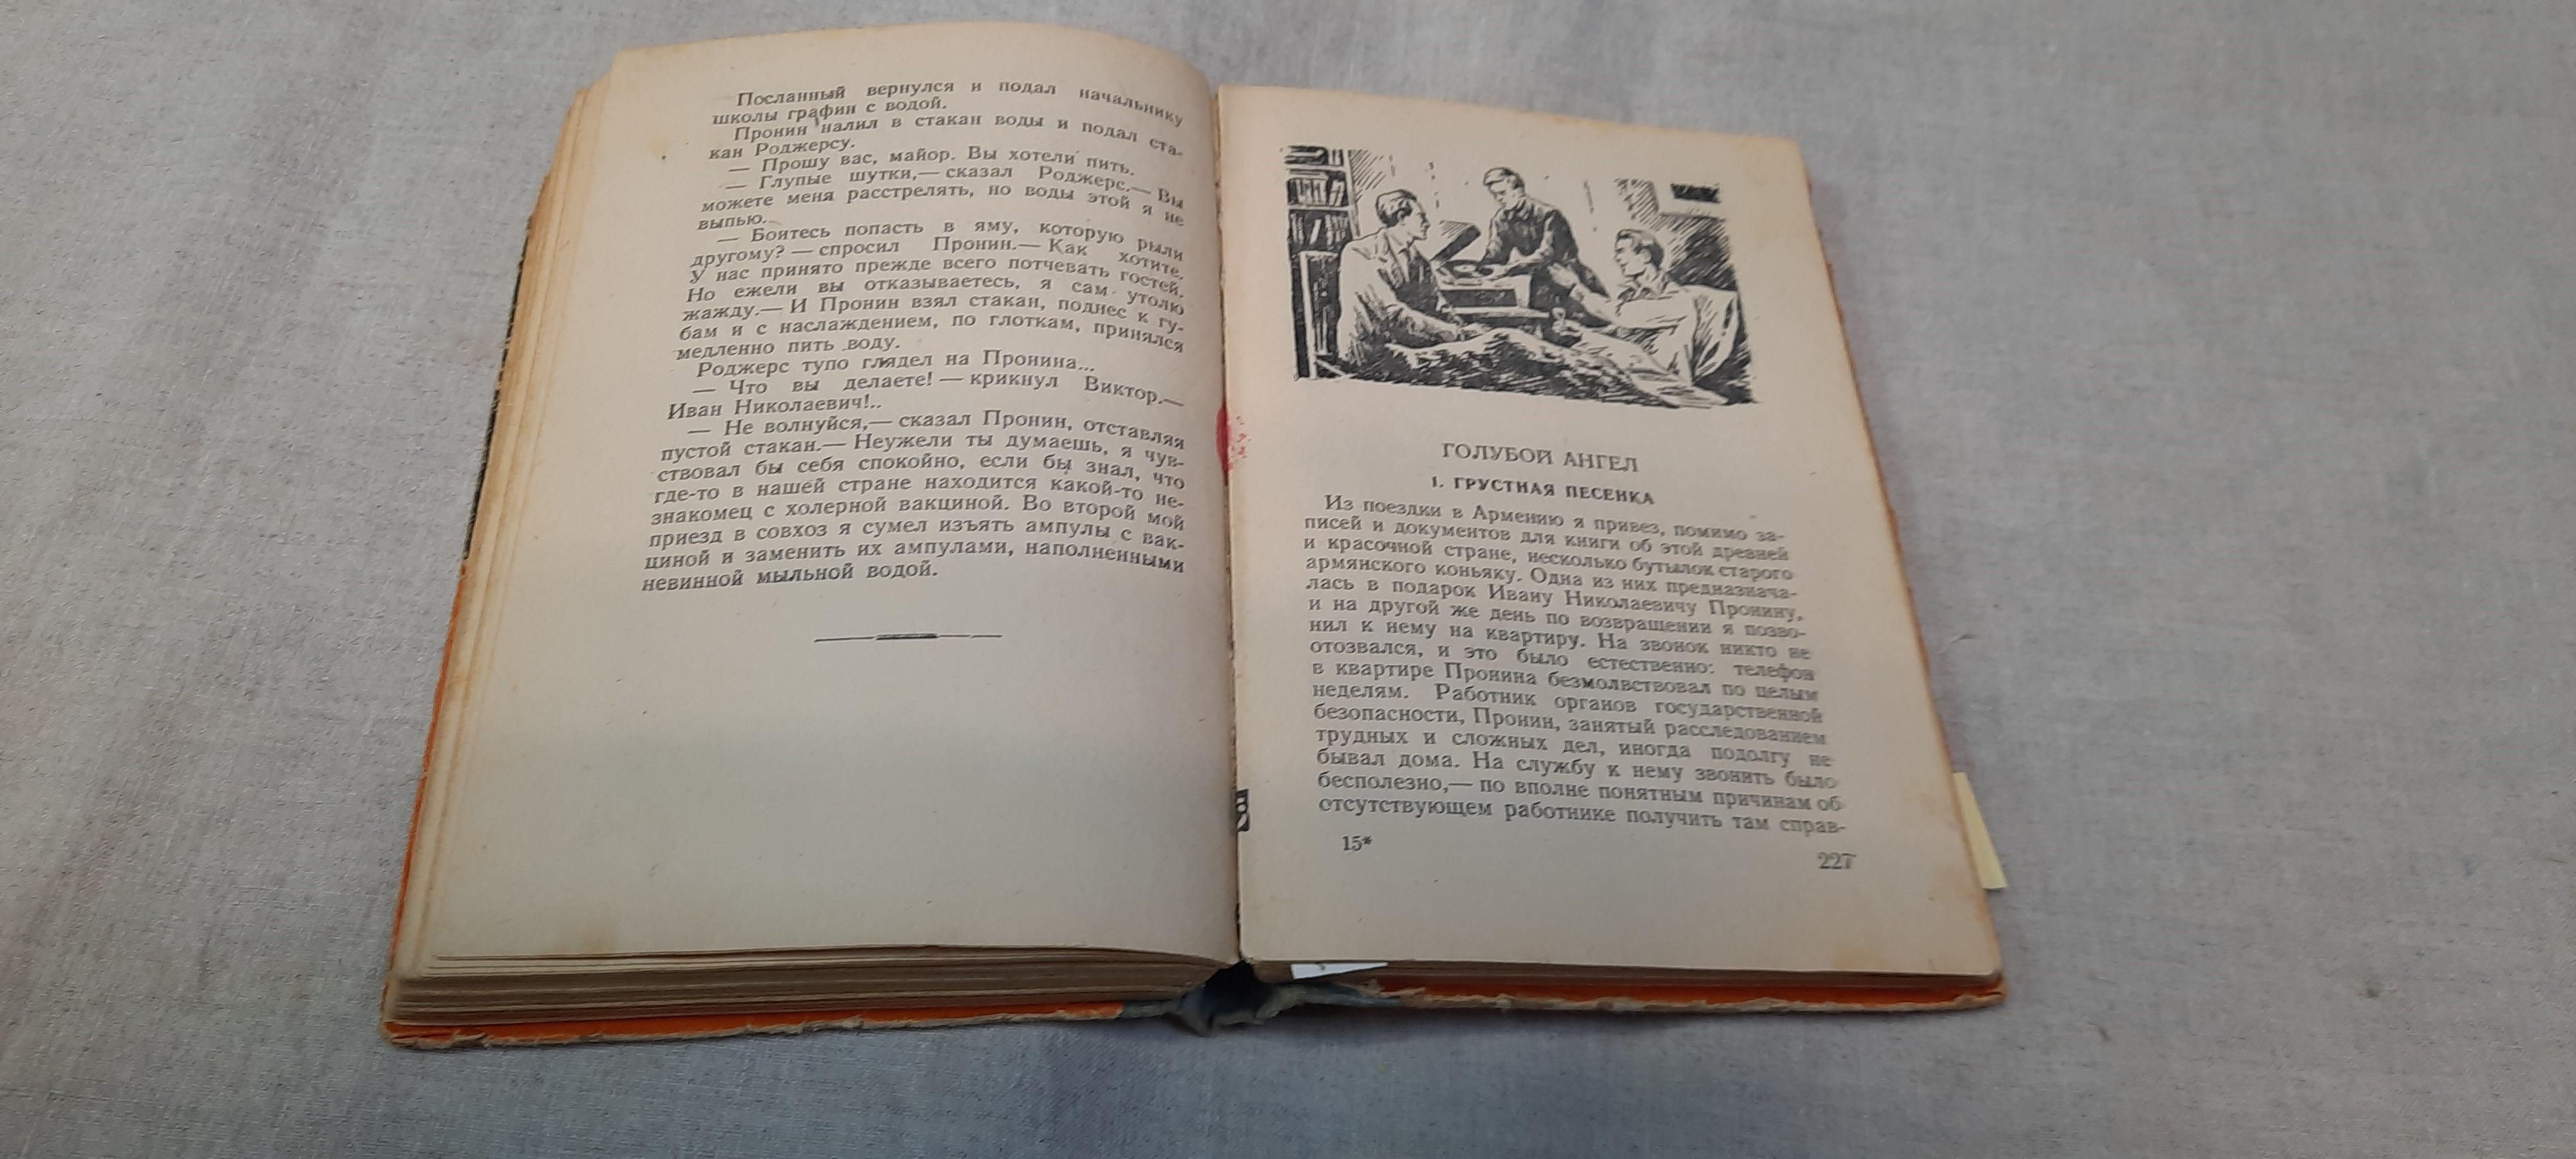 Посланный вернулся и подал начальнику
школы графин с водой.
Пронин налил в стакан воды и подал ста-
кан Роджерсу.
— Прошу вас, майор. Вы хотели пить.
— Глупые шутки,— сказал Роджерс.— Вы
можете меня расстрелять, но воды этой я не
выпью.
— Боитесь попасть в яму, которую рыли
другому? — спросил Пронин.— Как хотите.
У нас принято прежде всего потчевать гостей.
Но ежели вы отказываетесь, я сам утолю
жажду.— И Пронин взял стакан, поднес к гу-
бам и с наслаждением, по глоткам, принялся
медленно пить воду.
Роджерс тупо глядел на Пронина...
— Что вы делаете! — крикнул Виктор.—
Иван Николаевич!..
— Не волнуйся,— сказал Пронин, отставляя
пустой стакан.— Неужели ты думаешь, я чув-
ствовал бы себя спокойно, если бы знал, что
где-то в нашей стране находится какой-то не-
знакомец с холерной вакциной. Во второй мой
приезд в совхоз я сумел изъять ампулы с вак-
циной и заменить их ампулами, наполненными
невинной мыльной водой.
ГОЛУБОЙ АНГЕЛ
1. ГРУСТНАЯ ПЕСЕНКА
Из поездки в Армению я привез, помимо за-
писей и документов для книги об этой древней
и красочной стране, несколько бутылок старого
армянского коньяку. Одна из них предназнача-
лась в подарок Ивану Николаевичу Пронину,
и на другой же день по возвращении я позво-
нил к нему на квартиру. На звонок никто не
отозвался, и это было естественно: телефон
в квартире Пронина безмолвствовал по целым
неделям. Работник органов государственной
безопасности, Пронин, занятый расследованием
трудных и сложных дел, иногда подолгу не
бывал дома. На службу к нему звонить было
бесполезно,— по вполне понятным причинам об
отсутствующем работнике получить там справ-
15*
227